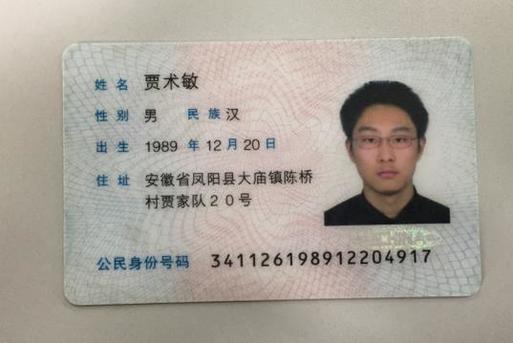 姓名 贾术敏
性别 男 民族 汉
出生 1989 年 12 月 20 日
住址 安徽省凤阳县大庙镇陈桥
村贾家队20号
公民身份号码 341126198912204917